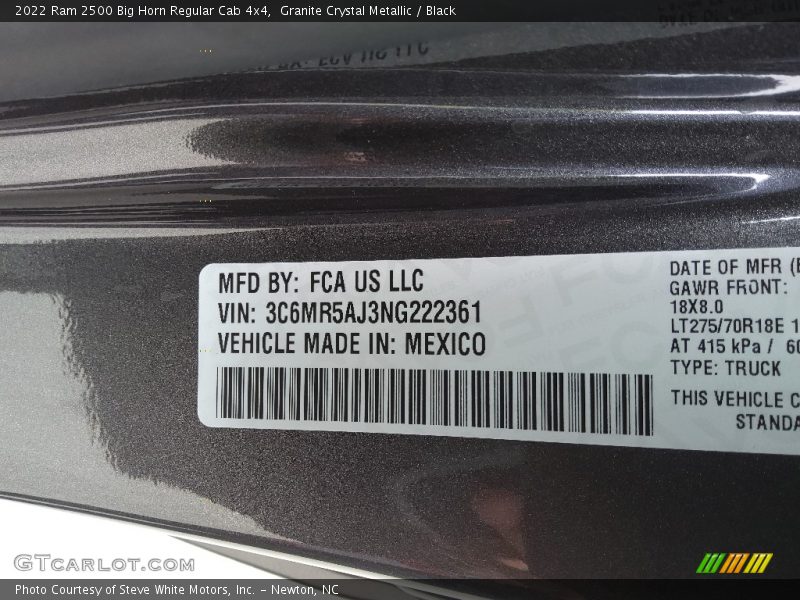 2022 Ram 2500 Big Horn Regular Cab 4x4, Granite Crystal Metallic / Black
MFD BY: FCA US LLC
VIN: 3C6MR5AJ3NG222361
VEHICLE MADE IN: MEXICO
DATE OF MFR
GAWR FRONT:
18X8.0
LT275/70R18E
AT 415 kPa /
TYPE: TRUCK
THIS VEHICLE
GTcarlot.com
Photo Courtesy of Steve White Motors, Inc. – Newton, NC